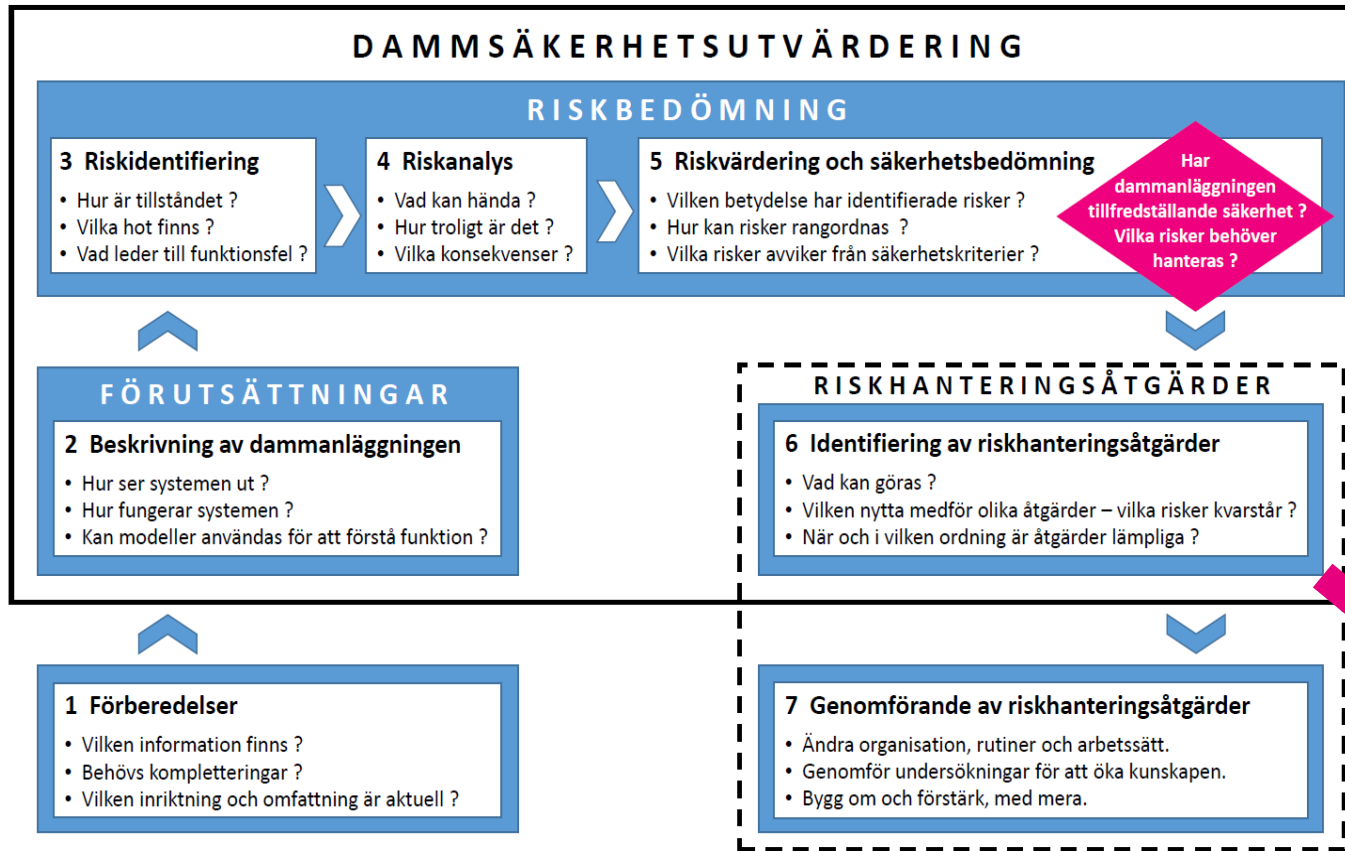 DAMMSÄKERHETSUTVÄRDERING
RISKBEDÖMNING
3 Riskidentifiering
• Hur är tillståndet ?
• Vilka hot finns ?
• Vad leder till funktionsfel ?
4 Riskanalys
• Vad kan hända ?
• Hur troligt är det ?
• Vilka konsekvenser ?
5 Riskvärdering och säkerhetsbedömning
• Vilken betydelse har identifierade risker ?
• Hur kan risker rangordnas ?
• Vilka risker avviker från säkerhetskriterier ?
Har
dammanläggningen
tillfredställande säkerhet ?
Vilka risker behöver
hanteras ?
FÖRUTSÄTTNINGAR
2 Beskrivning av dammanläggningen
• Hur ser systemen ut ?
• Hur fungerar systemen ?
• Kan modeller användas för att förstå funktion ?
RISKHANTERINGSÅTGÄRDER
6 Identifiering av riskhanteringsåtgärder
• Vad kan göras ?
• Vilken nytta medför olika åtgärder – vilka risker kvarstår ?
• När och i vilken ordning är åtgärder lämpliga ?
1 Förberedelser
• Vilken information finns ?
• Behövs kompletteringar ?
• Vilken inriktning och omfattning är aktuell ?
7 Genomförande av riskhanteringsåtgärder
• Ändra organisation, rutiner och arbetssätt.
• Genomför undersökningar för att öka kunskapen.
• Bygg om och förstärk, med mera.